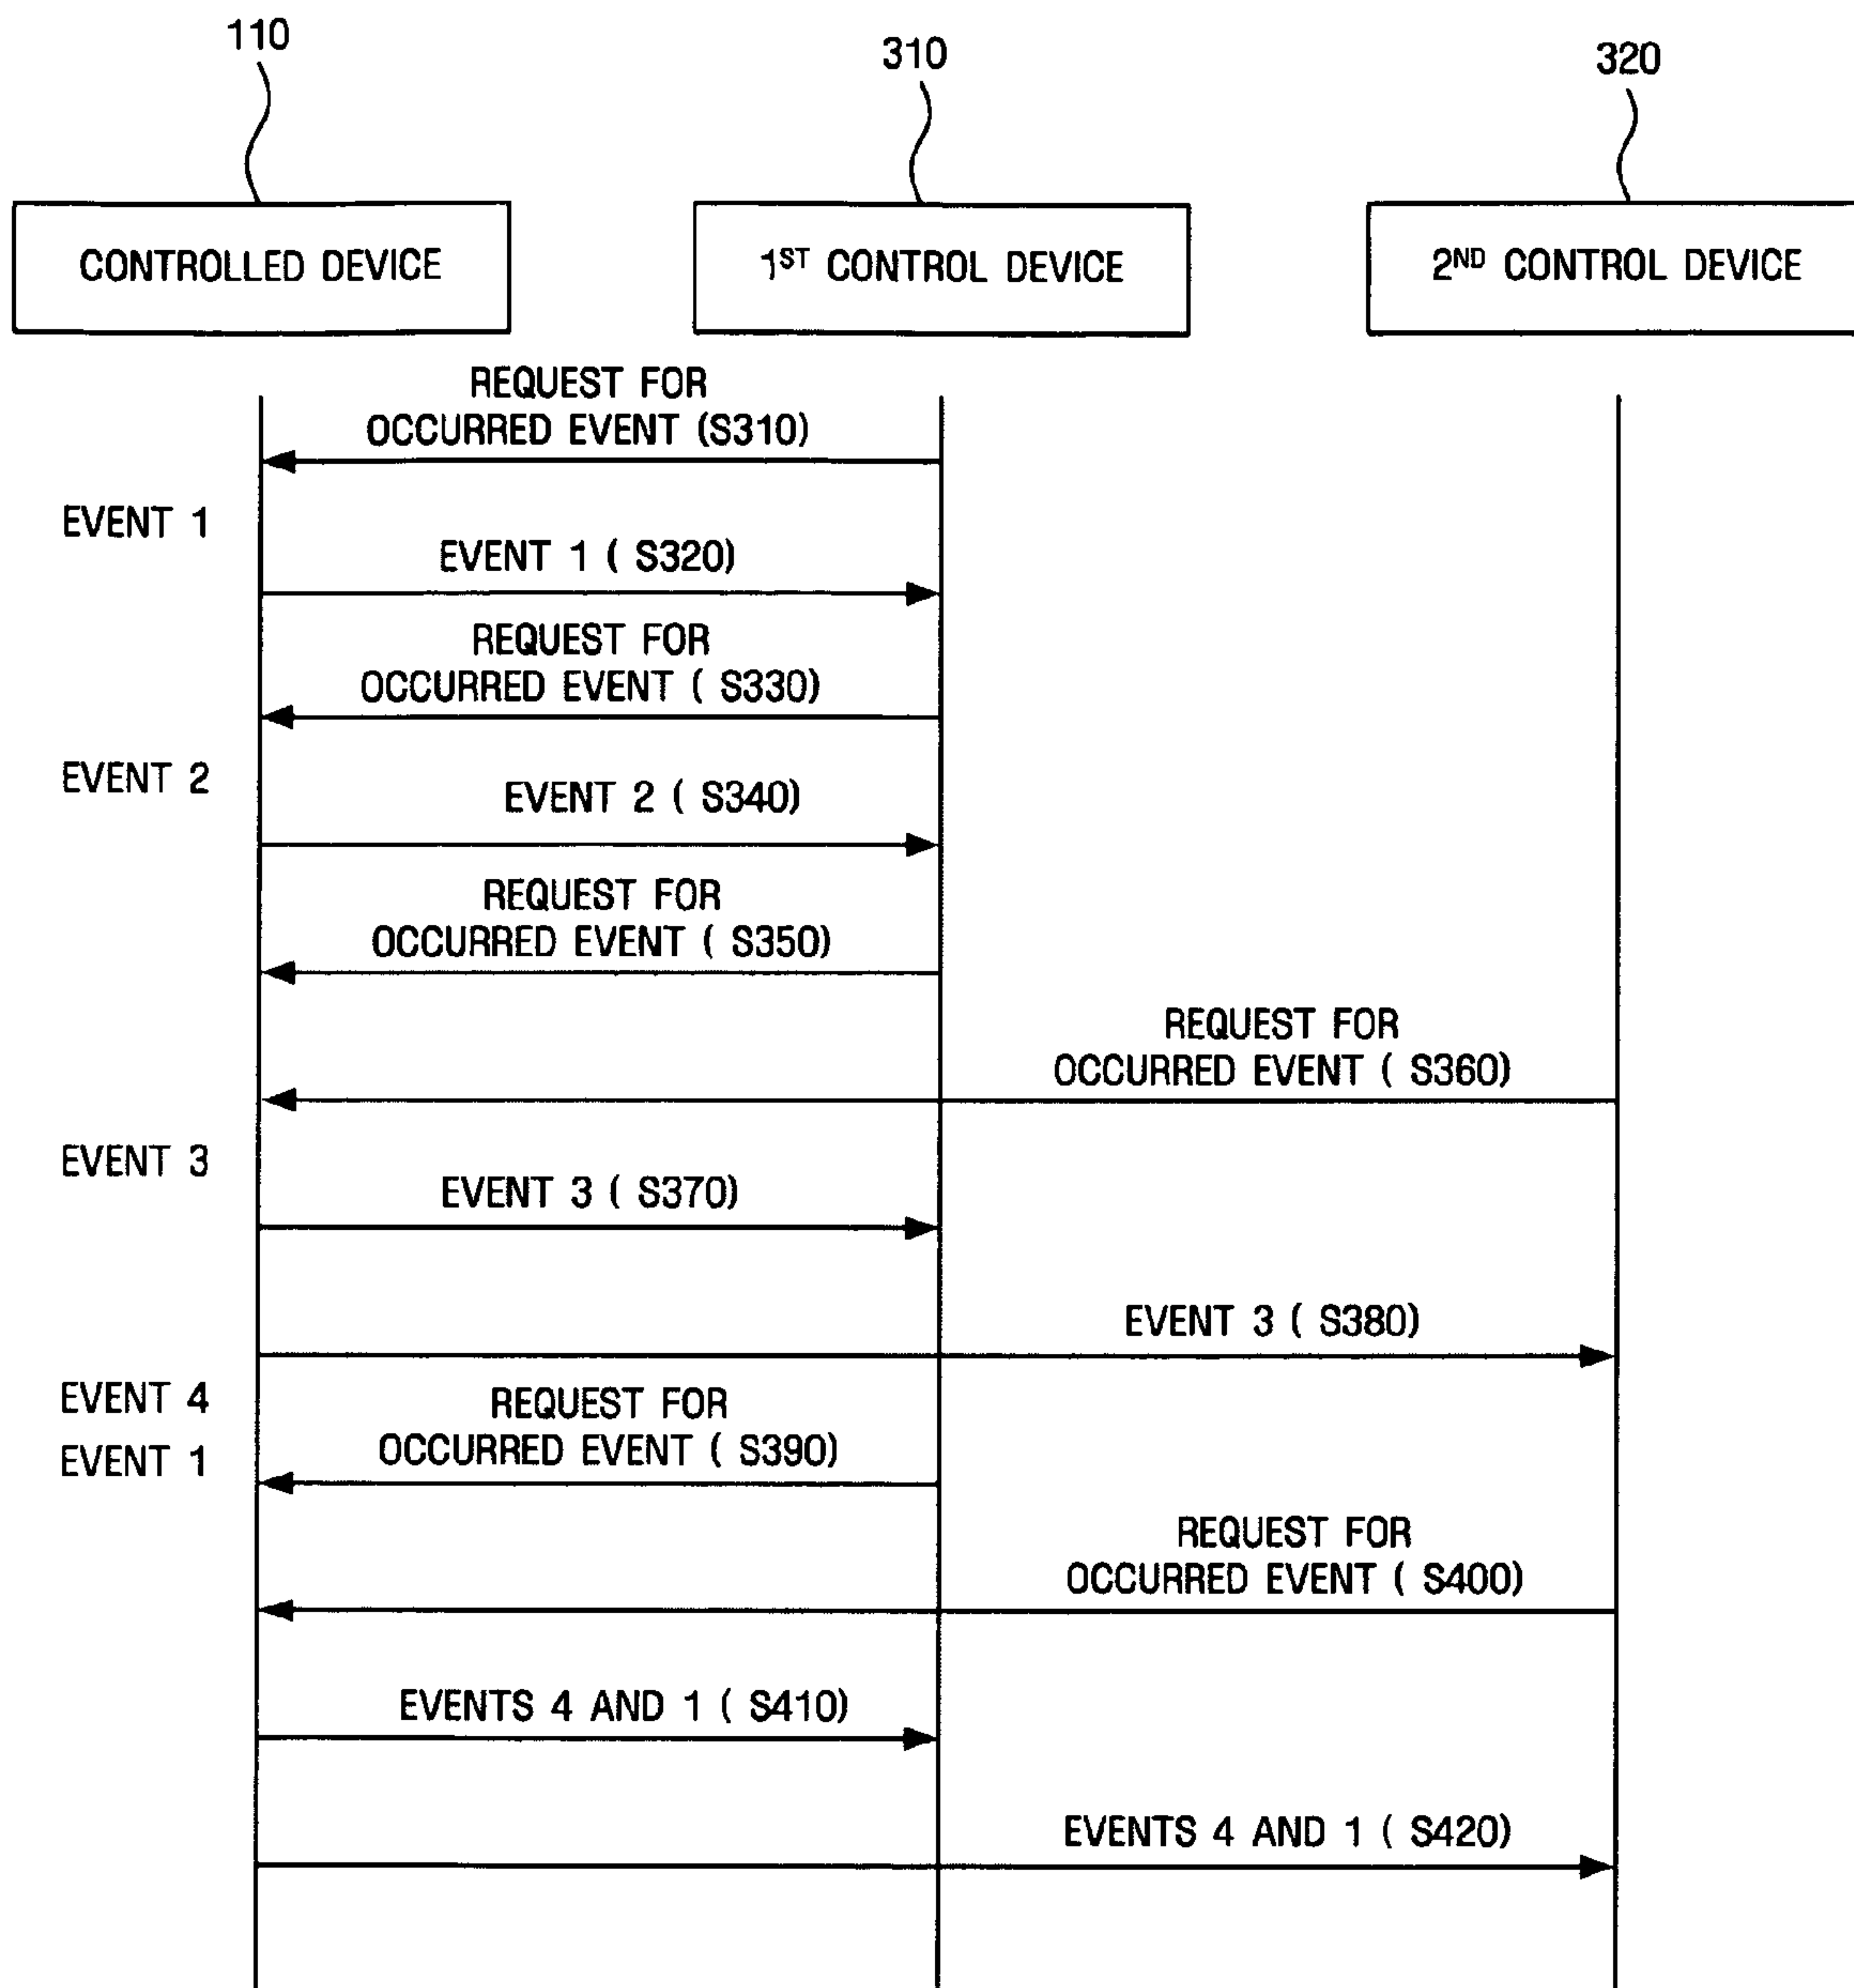 110
310
320
CONTROLLED DEVICE
1ST CONTROL DEVICE
2ND CONTROL DEVICE
REQUEST FOR
OCCURRED EVENT (S310)
EVENT 1
EVENT 1 ( S320)
REQUEST FOR
OCCURRED EVENT ( S330)
EVENT 2
EVENT 2 ( S340)
REQUEST FOR
OCCURRED EVENT ( S350)
REQUEST FOR
OCCURRED EVENT ( S360)
EVENT 3
EVENT 3 ( S370)
EVENT 3 ( S380)
EVENT 4
EVENT 1
REQUEST FOR
OCCURRED EVENT ( S390)
REQUEST FOR
OCCURRED EVENT ( S400)
EVENTS 4 AND 1 ( S410)
EVENTS 4 AND 1 ( S420)